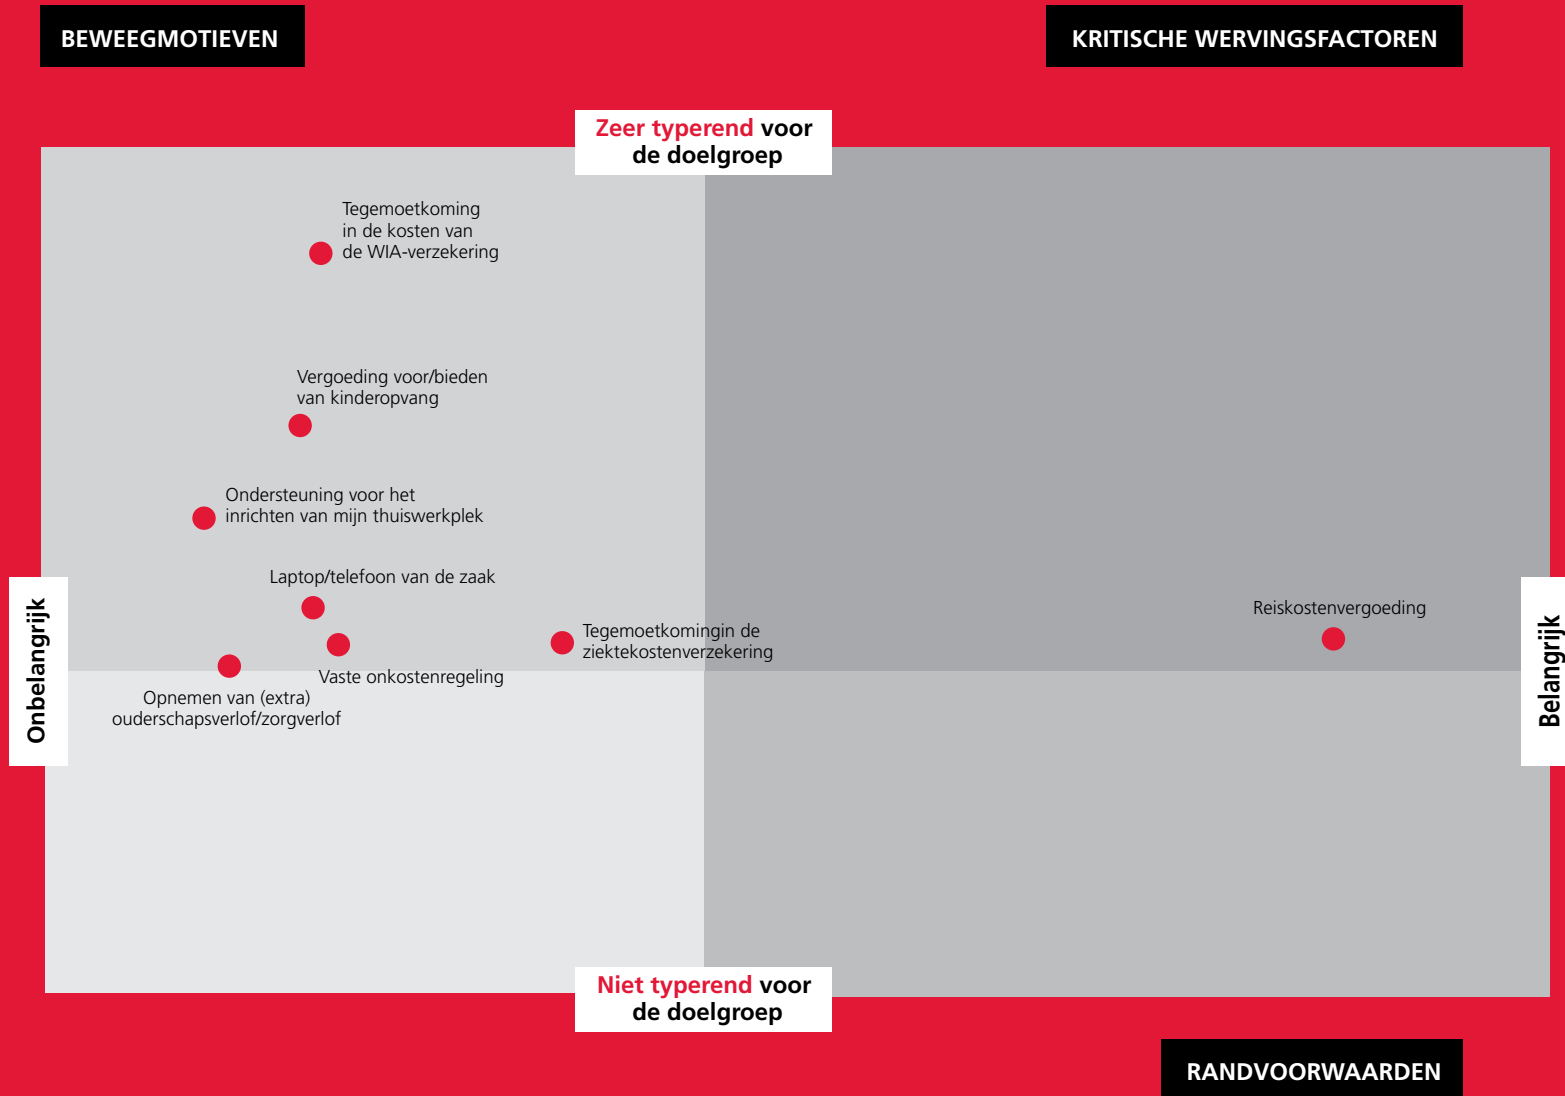 BEWEEGMOTIEVEN
KRITISCHE WERVINGSFACTOREN
Zeer typerend voor
de doelgroep
Tegemoetkoming
in de kosten van
de WIA-verzekering
Vergoeding voor/bieden
van kinderopvang
Ondersteuning voor het
inrichten van mijn thuiswerkplek
Laptop/telefoon van de zaak
Reiskostenvergoeding
Tegemoetkomingin de
ziektekostenverzekering
Vaste onkostenregeling
Opnemen van (extra)
ouderschapsverlof/zorgverlof
Onbelangrijk
Belangrijk
Niet typerend voor
de doelgroep
RANDVOORWAARDEN